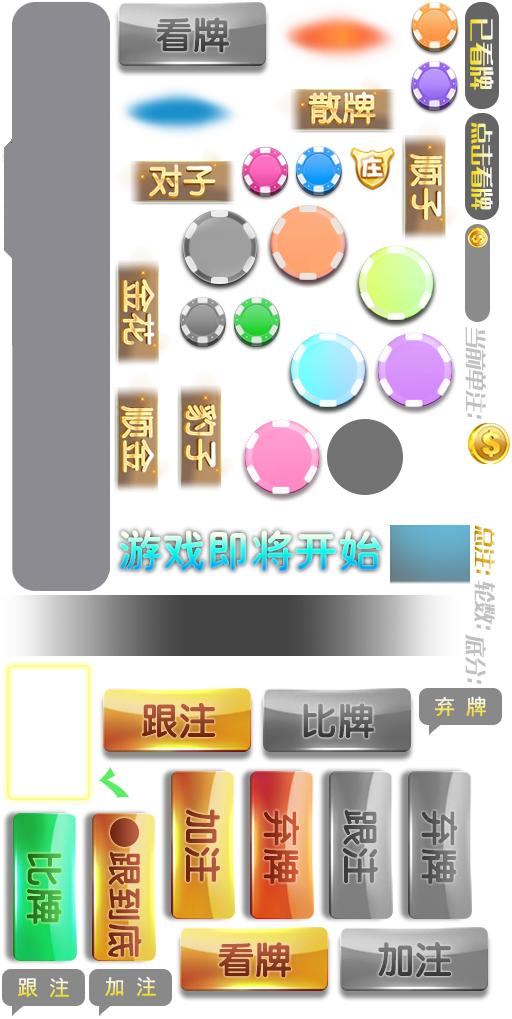 看牌
已看牌
散牌
点击看牌
对子
庄
顺子
金花
当前单注:
顺金
豹子
$
游戏即将开始
总注:
轮数:
底分:
跟注
比牌
弃牌
加注
弃牌
跟注
弃牌
比牌
跟到底
看牌
加注
跟注
加注